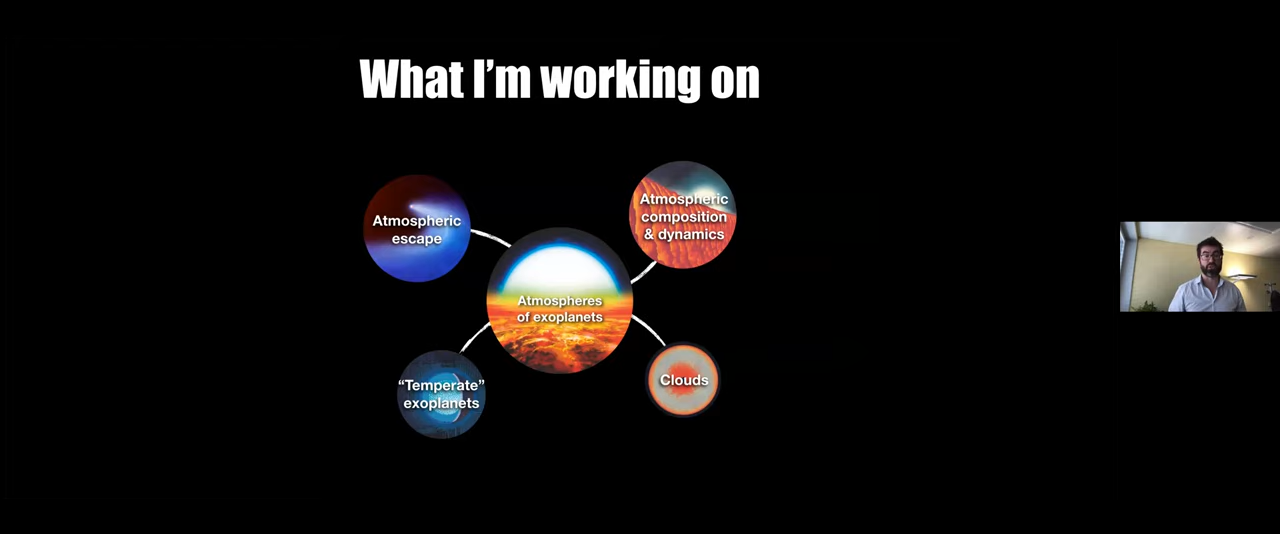 What I’m working on
Atmospheric
escape
Atmospheric
composition
& dynamics
Atmospheres
of exoplanets
“Temperate”
exoplanets
Clouds